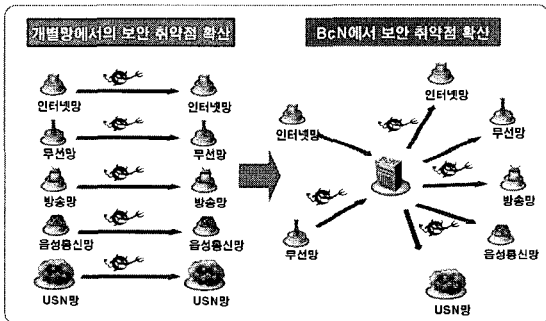 개별망에서의 보안 취약점 확산
인터넷망 인터넷망
무선망 무선망
방송망 방송망
음성통신망 음성통신망
USN망 USN망
BcN에서 보안 취약점 확산
인터넷망
인터넷망
무선망
방송망
무선망
음성통신망
USN망